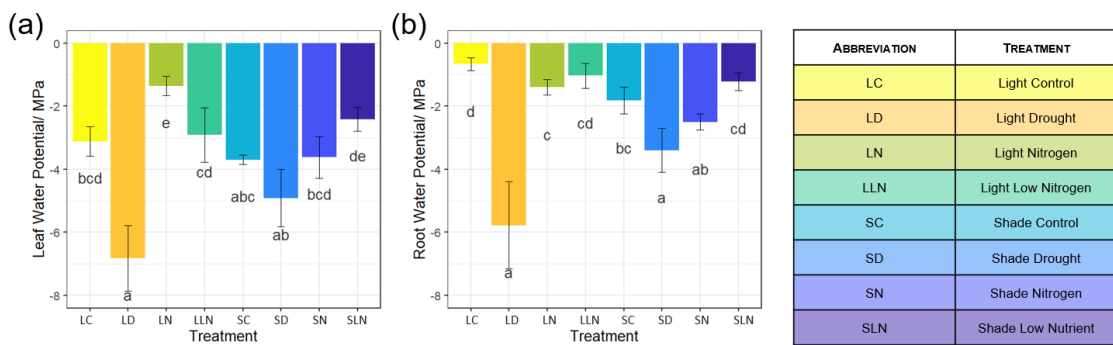 (a)
Leaf Water Potential/ MPa
0
-2
-4
-6
-8
bcd
a
e
cd
abc
ab
bcd
de
LC LD LN LLN SC SD SN SLN
Treatment
(b)
Root Water Potential/ MPa
0
-2
-4
-6
-8
d
a
c
cd
bc
a
ab
cd
LC LD LN LLN SC SD SN SLN
Treatment
ABBREVIATION TREATMENT
LC Light Control
LD Light Drought
LN Light Nitrogen
LLN Light Low Nitrogen
SC Shade Control
SD Shade Drought
SN Shade Nitrogen
SLN Shade Low Nutrient